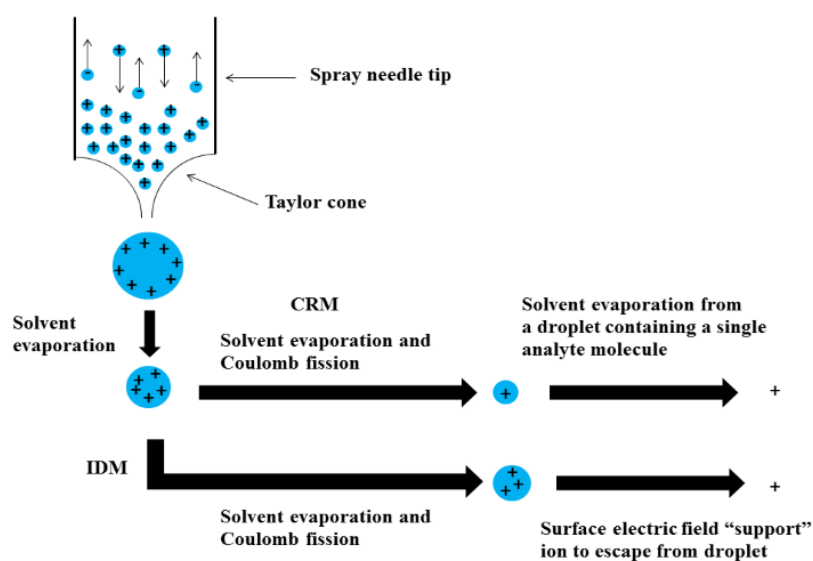 Spray needle tip
Taylor cone
Solvent
evaporation
CRM
Solvent evaporation and
Coulomb fission
Solvent evaporation from
a droplet containing a single
analyte molecule
+
IDM
Solvent evaporation and
Coulomb fission
+
Surface electric field “support”
ion to escape from droplet